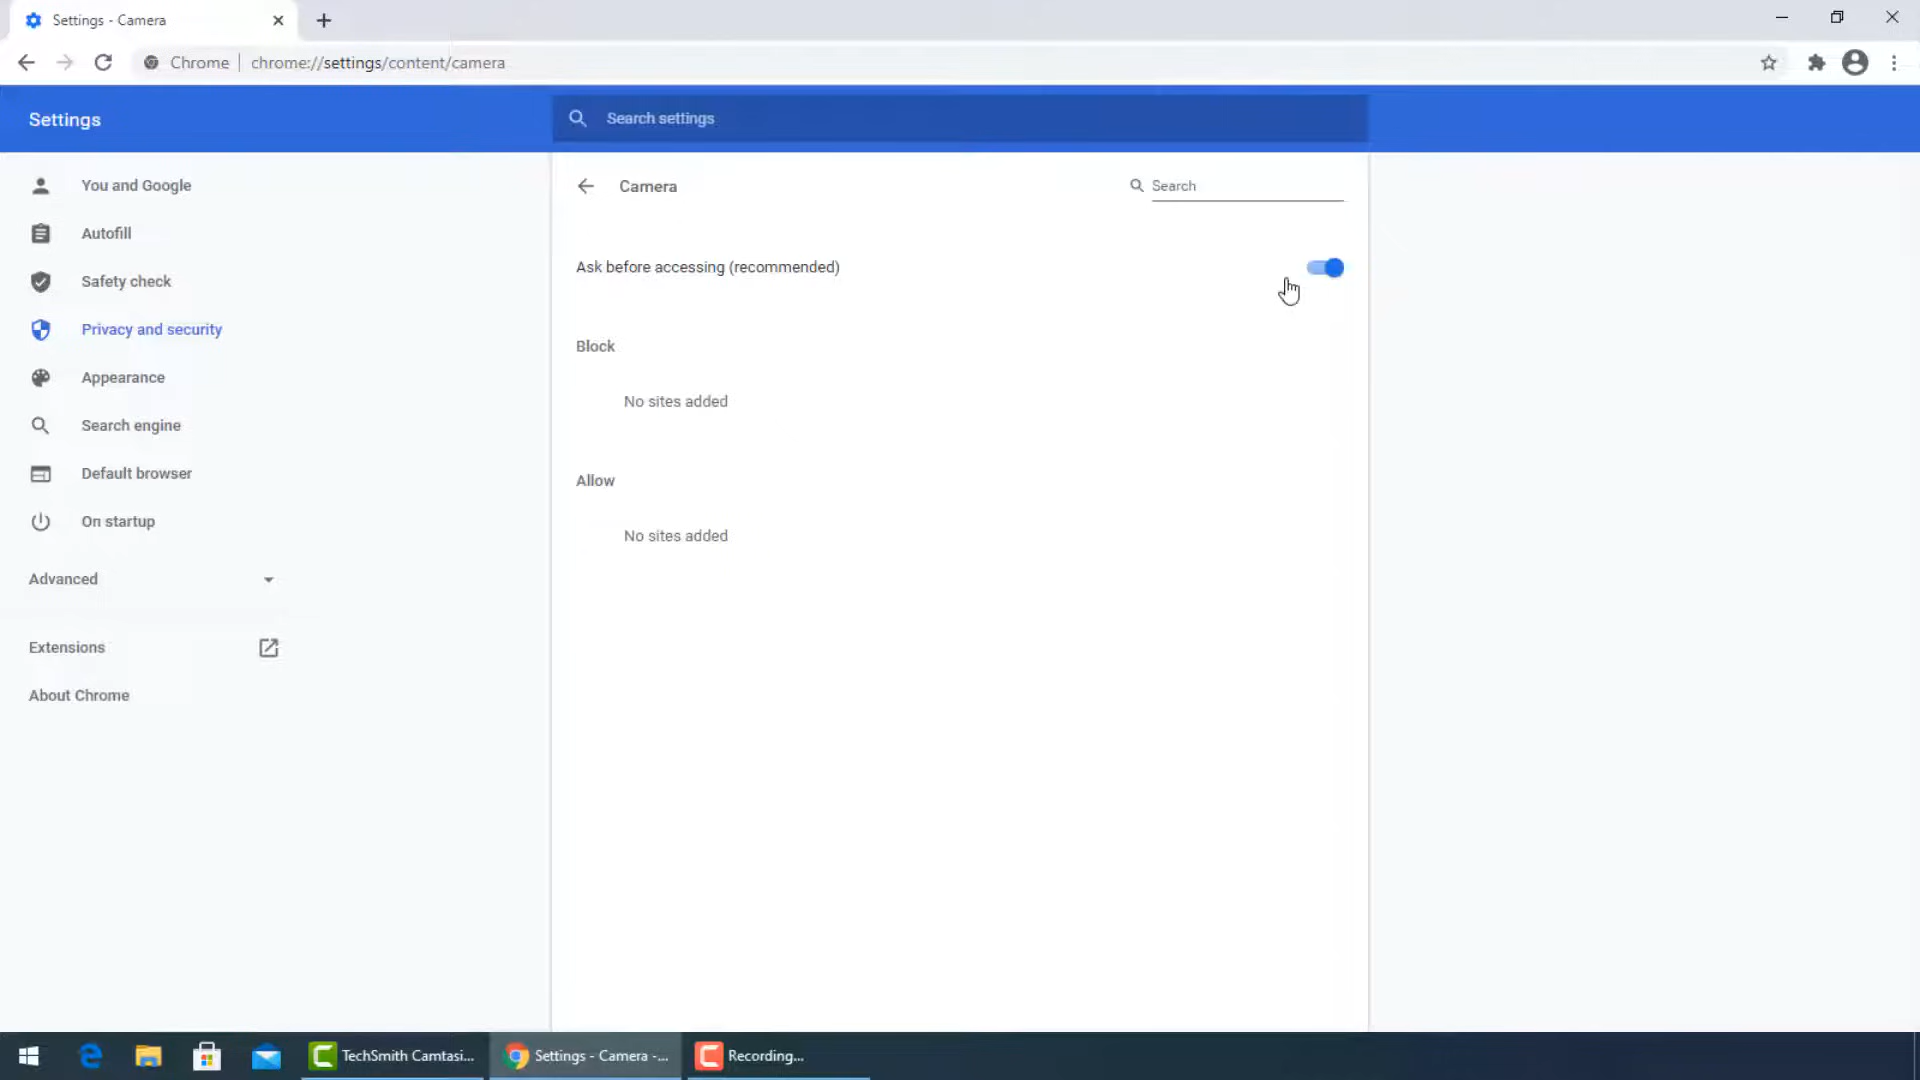 Settings - Camera
Chrome
chrome://settings/content/camera
Settings
Search settings
You and Google
Autofill
Safety check
Privacy and security
Appearance
Search engine
Default browser
On startup
Advanced
Extensions
About Chrome
Camera
Search
Ask before accessing (recommended)
Block
No sites added
Allow
No sites added
TechSmith Camtasi...
Settings - Camera -...
Recording...